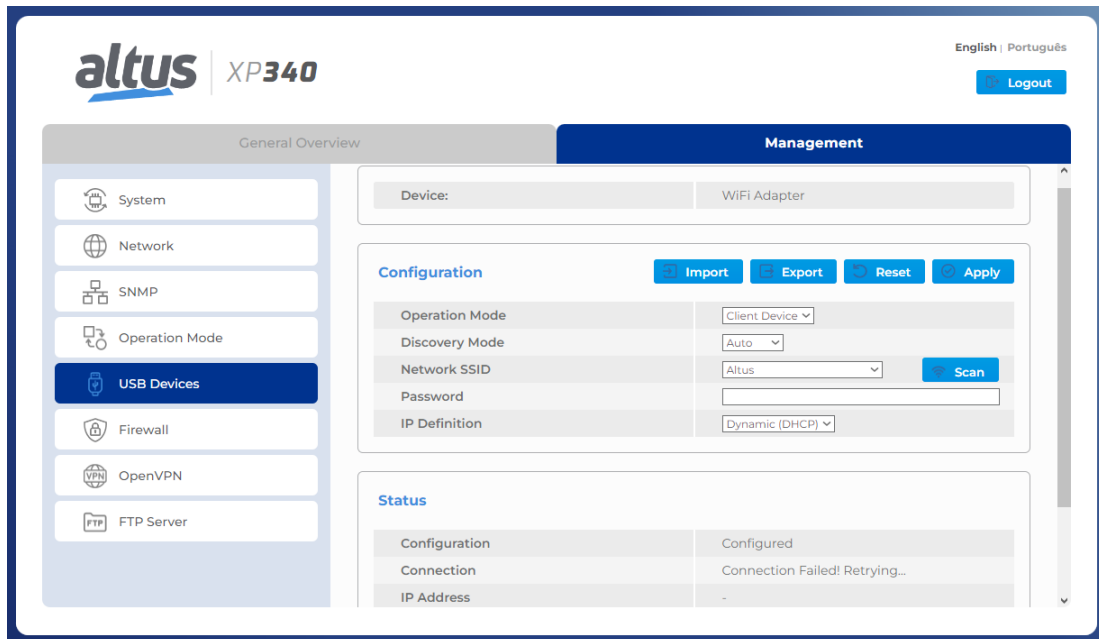 English | Português
altus XP340
Logout
General Overview
Management
System
Network
SNMP
Operation Mode
USB Devices
Firewall
VPN OpenVPN
FTP FTP Server
Device: WiFi Adapter
Configuration Import Export Reset Apply
Operation Mode Client Device
Discovery Mode Auto
Network SSID Altus Scan
Password
IP Definition Dynamic (DHCP)
Status
Configuration Configured
Connection Connection Failed! Retrying...
IP Address -